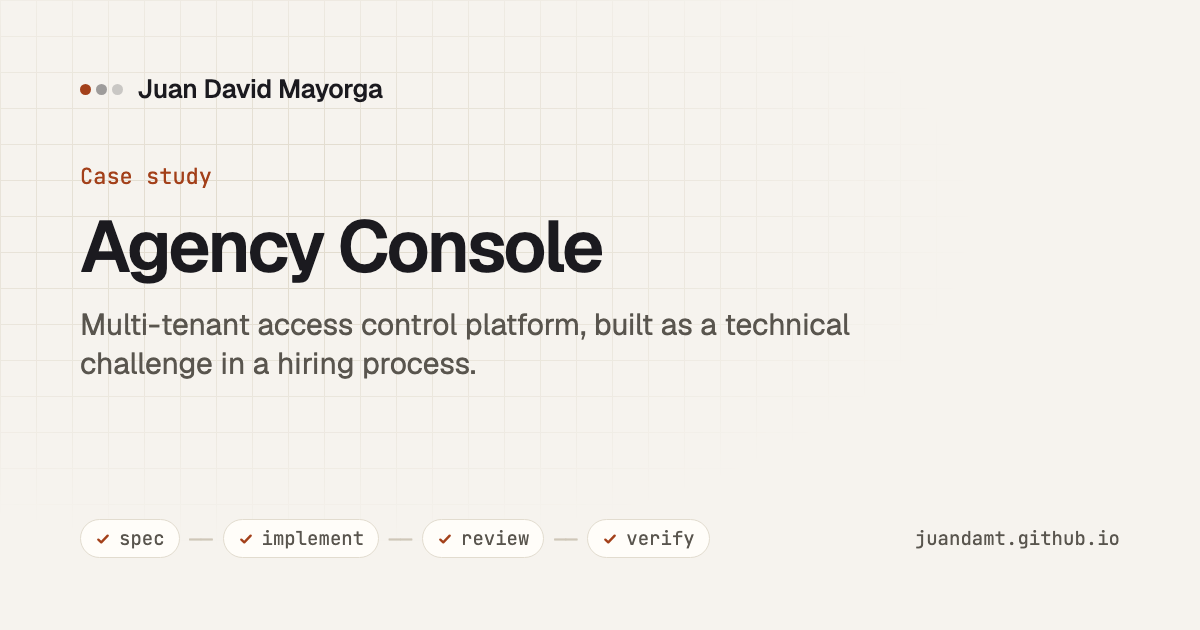 Juan David Mayorga
Case study
Agency Console
Multi-tenant access control platform, built as a technical
challenge in a hiring process.
✓ spec — ✓ implement — ✓ review — ✓ verify
juandamt.github.io